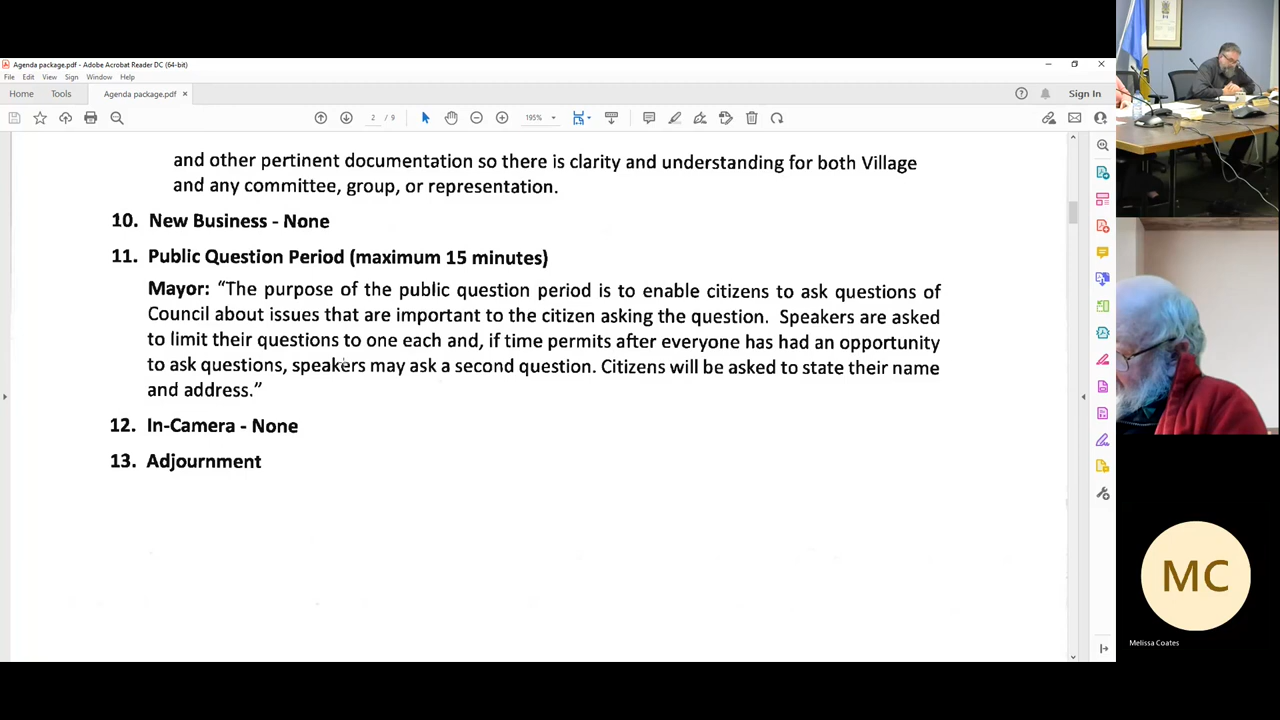 Agenda package.pdf - Adobe Acrobat Reader DC (64-bit)
File Edit View Sign Window Help
Home Tools Agenda package.pdf × Sign In
2 / 9 195%
and other pertinent documentation so there is clarity and understanding for both Village
and any committee, group, or representation.
10. New Business - None
11. Public Question Period (maximum 15 minutes)
Mayor: “The purpose of the public question period is to enable citizens to ask questions of
Council about issues that are important to the citizen asking the question. Speakers are asked
to limit their questions to one each and, if time permits after everyone has had an opportunity
to ask questions, speakers may ask a second question. Citizens will be asked to state their name
and address.”
12. In-Camera - None
13. Adjournment
MC
Melissa Coates